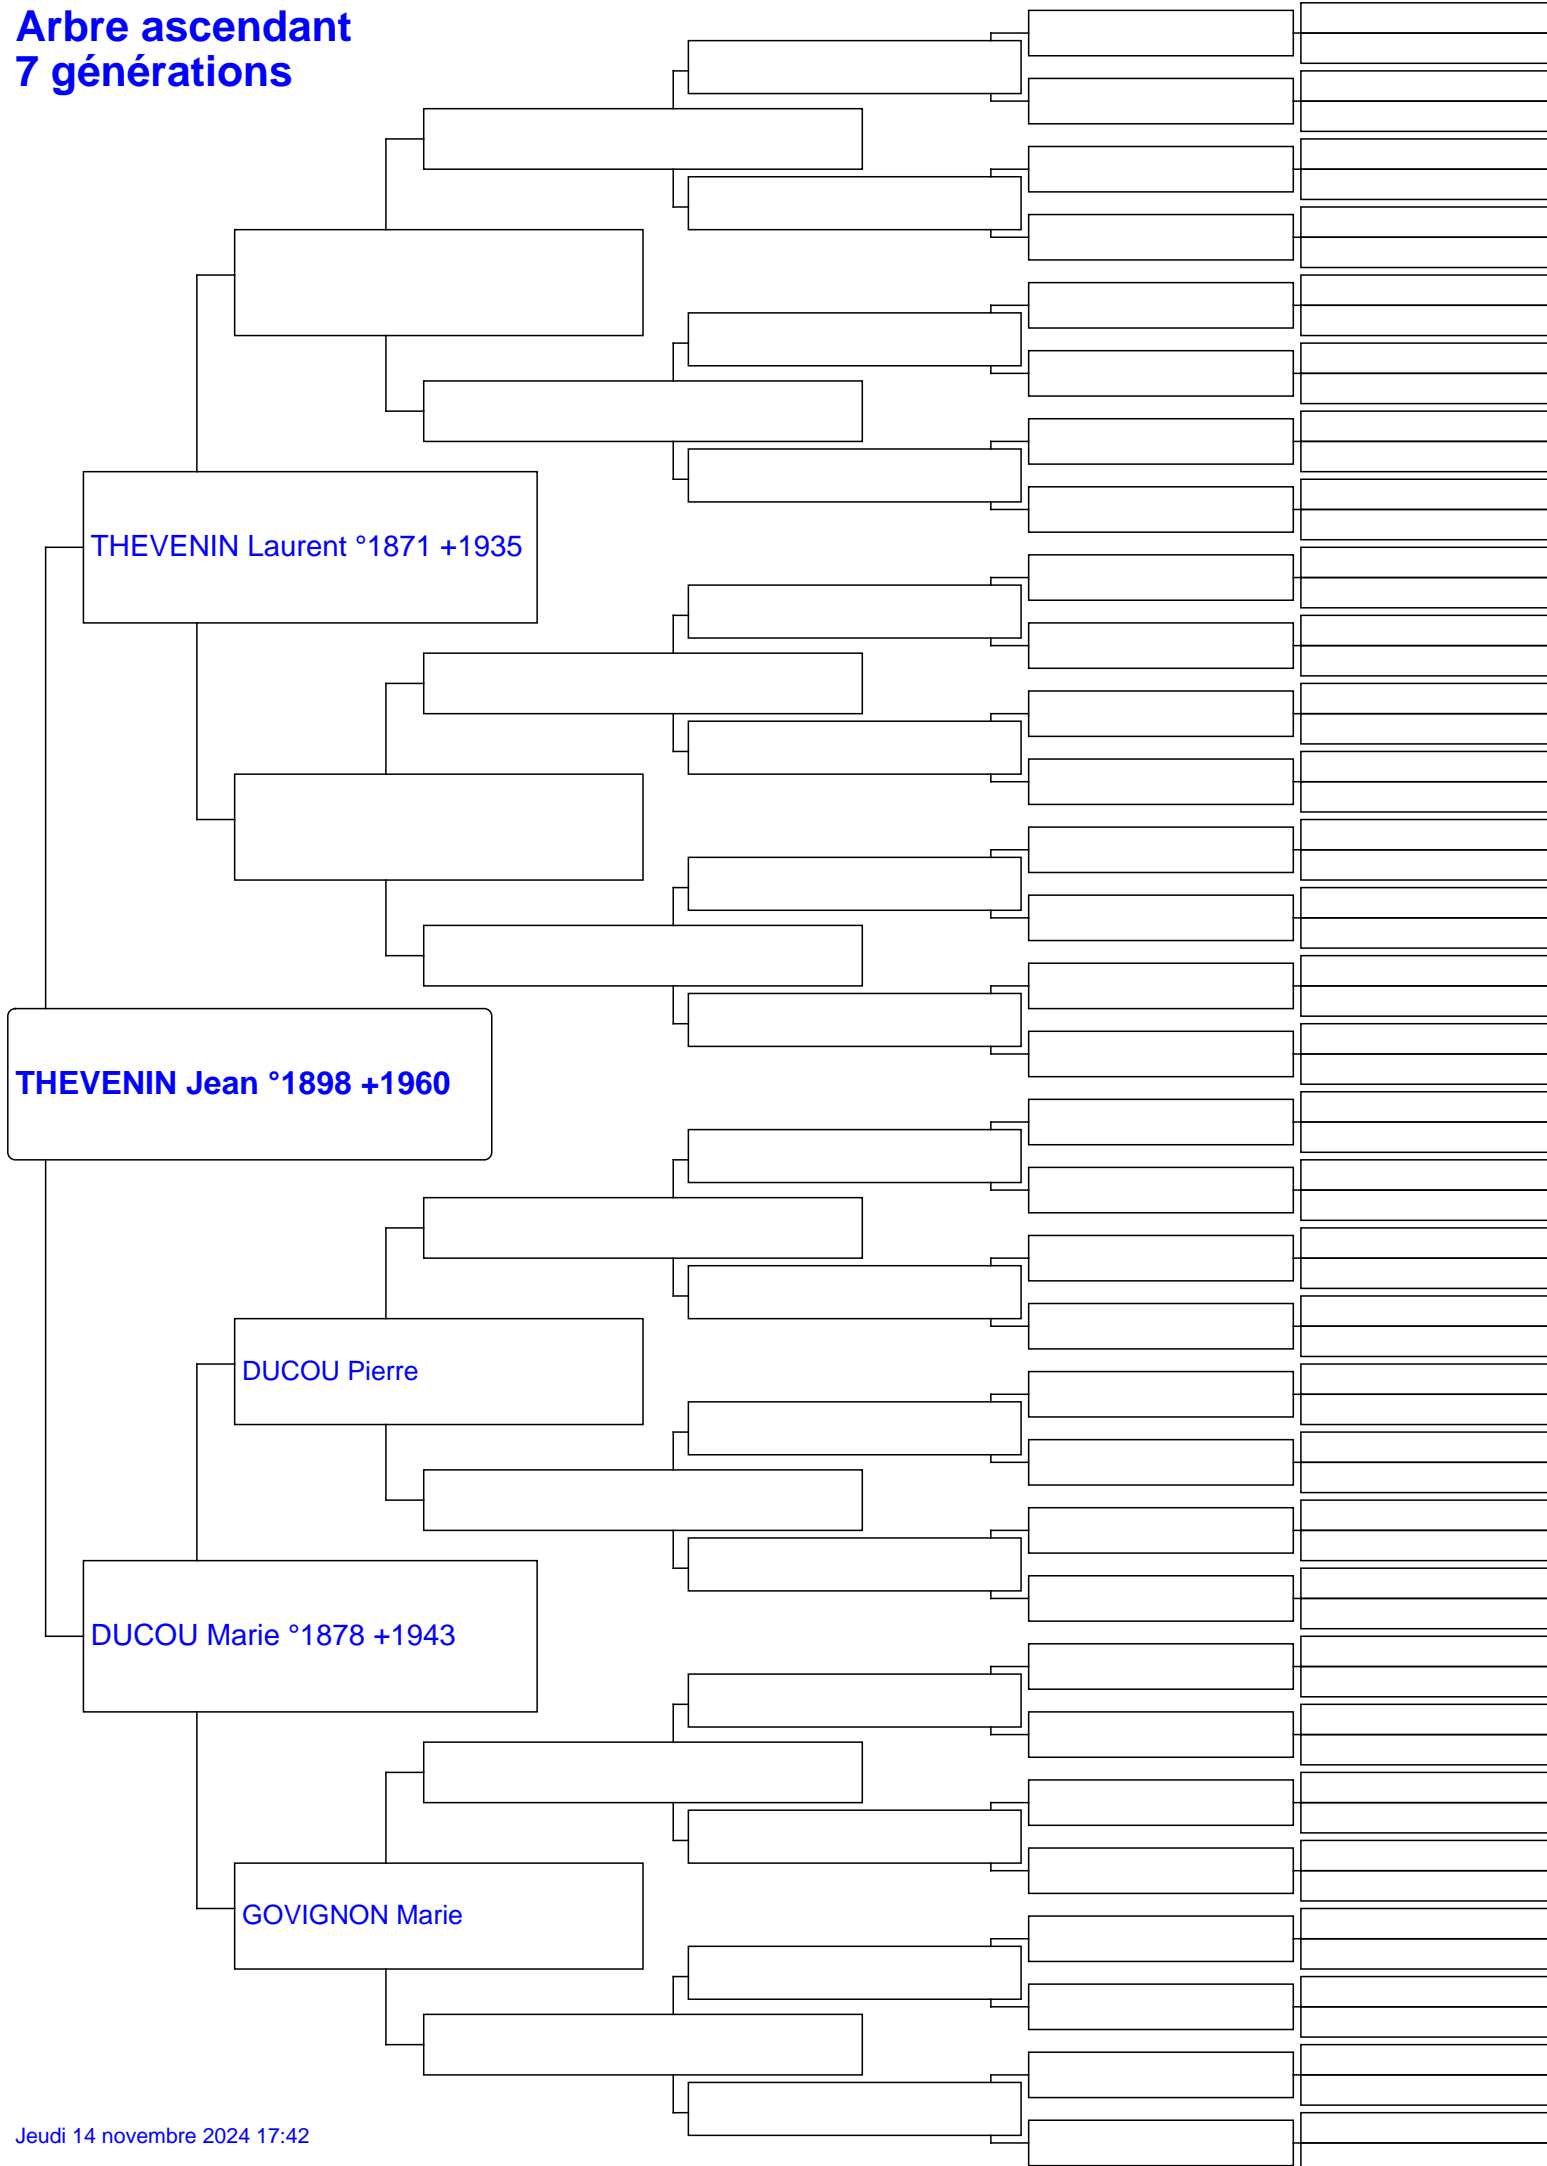 Arbre ascendant
7 générations
THEVENIN Laurent °1871 +1935
THEVENIN Jean °1898 +1960
DUCOU Pierre
DUCOU Marie °1878 +1943
GOVIGNON Marie
Jeudi 14 novembre 2024 17:42